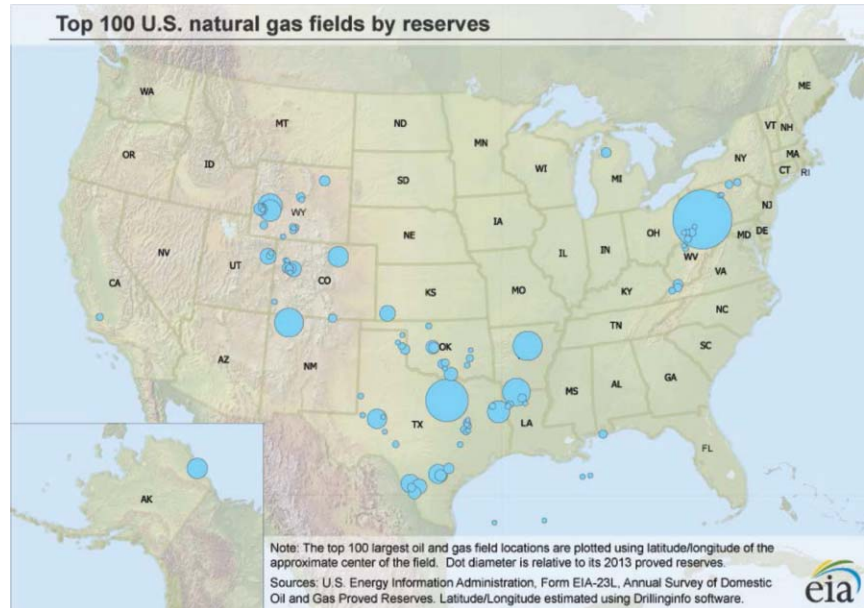 Top 100 U.S. natural gas fields by reserves
WA
MT
ND
MN
ME
VT NH
OR
ID
SD
WI
MI
NY
MA
CT RI
WY
NE
IA
NJ
OH
MD DE
NV
UT
CO
IL
IN
WV
VA
CA
KS
MO
KY
NC
TN
AZ
NM
OK
SC
MS
AL
GA
TX
LA
FL
AK
Note: The top 100 largest oil and gas field locations are plotted using latitude/longitude of the
approximate center of the field. Dot diameter is relative to its 2013 proved reserves.
Sources: U.S. Energy Information Administration, Form EIA-23L, Annual Survey of Domestic
Oil and Gas Proved Reserves. Latitude/Longitude estimated using Drillinginfo software.
eia